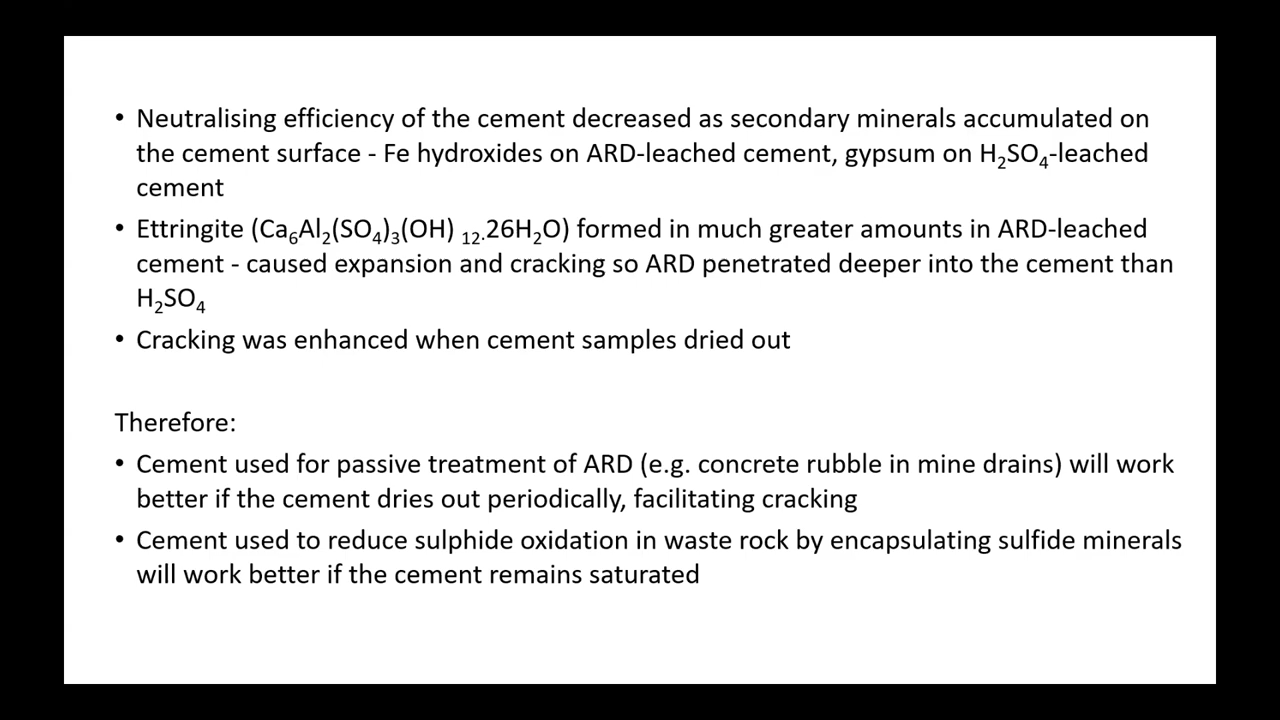 • Neutralising efficiency of the cement decreased as secondary minerals accumulated on
the cement surface - Fe hydroxides on ARD-leached cement, gypsum on H₂SO₄-leached
cement
• Ettringite (Ca₆Al₂(SO₄)₃(OH) ₁₂.26H₂O) formed in much greater amounts in ARD-leached
cement - caused expansion and cracking so ARD penetrated deeper into the cement than
H₂SO₄
• Cracking was enhanced when cement samples dried out
Therefore:
• Cement used for passive treatment of ARD (e.g. concrete rubble in mine drains) will work
better if the cement dries out periodically, facilitating cracking
• Cement used to reduce sulphide oxidation in waste rock by encapsulating sulfide minerals
will work better if the cement remains saturated